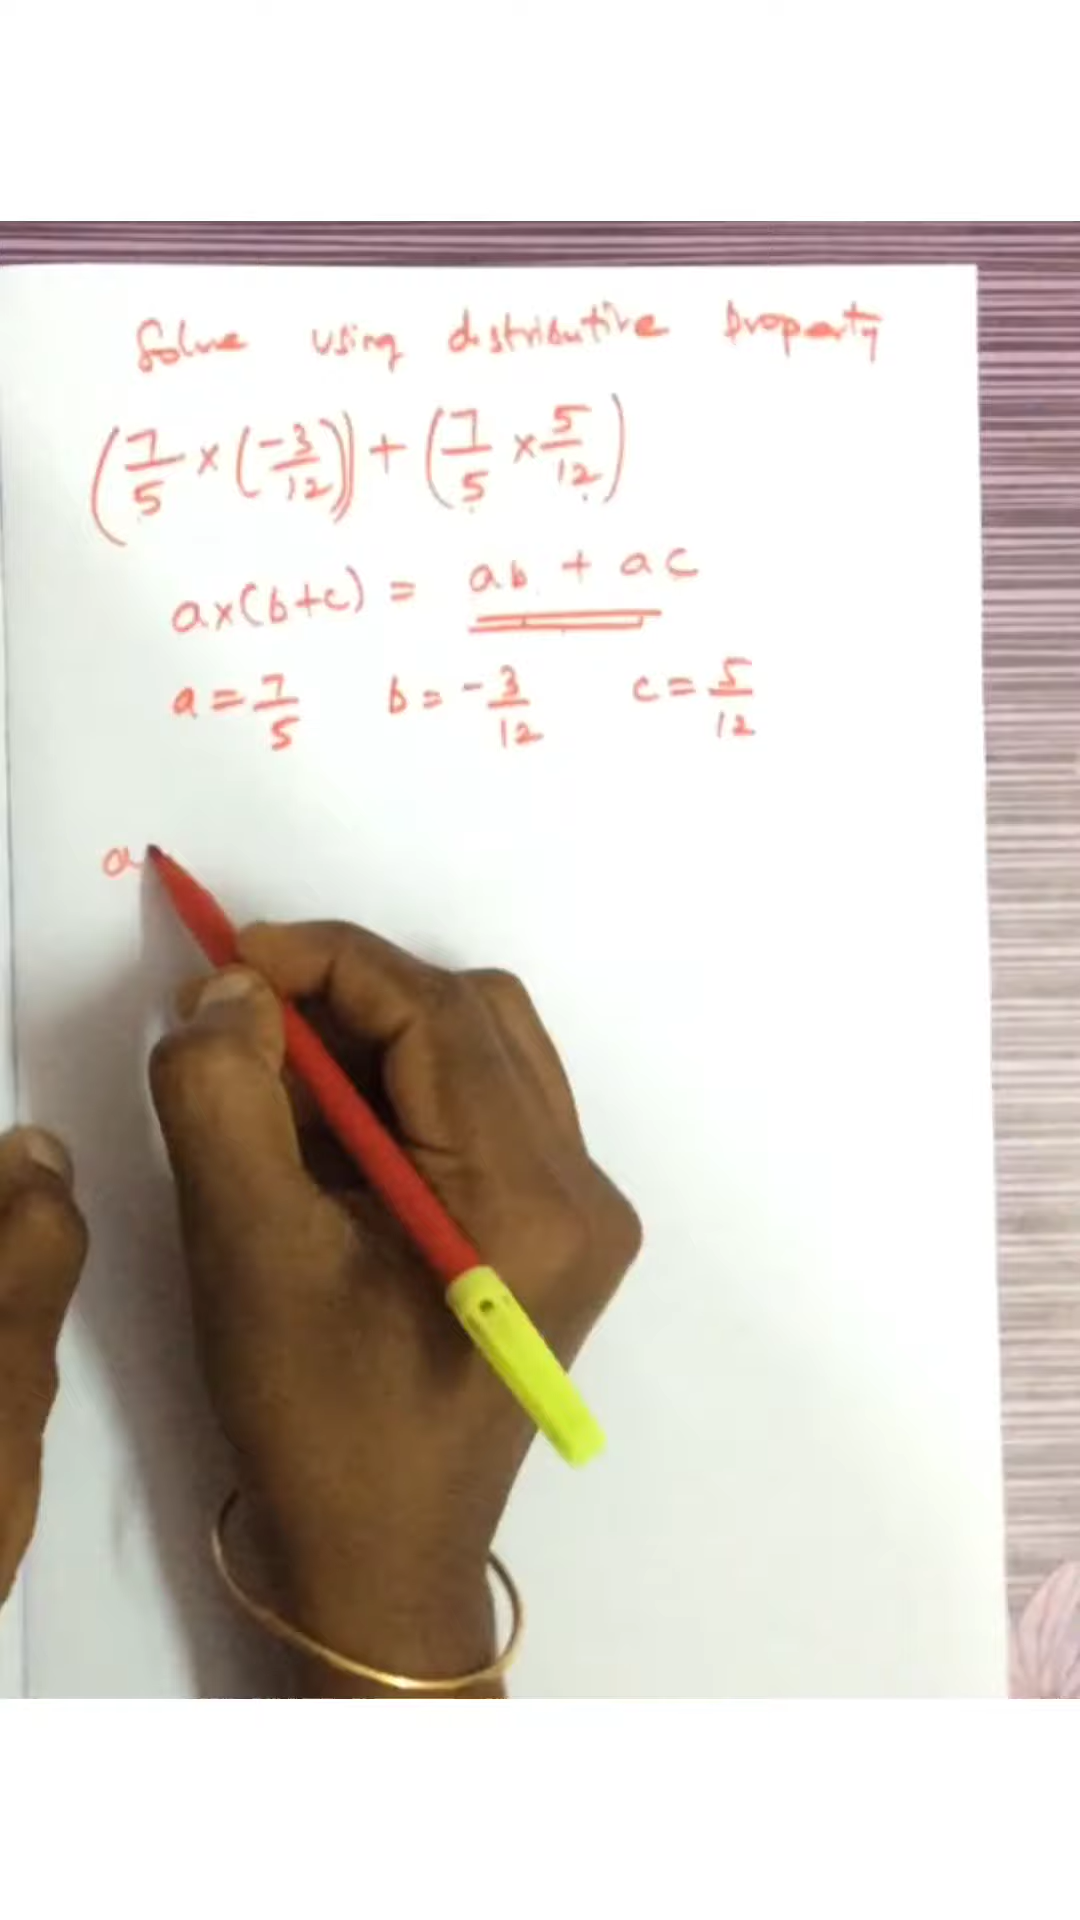 Solve using distributive property
(7/5 × (-3/12)) + (7/5 × 5/12)
a×(b+c) = ab + ac
a = 7/5 b = -3/12 c = 5/12
a